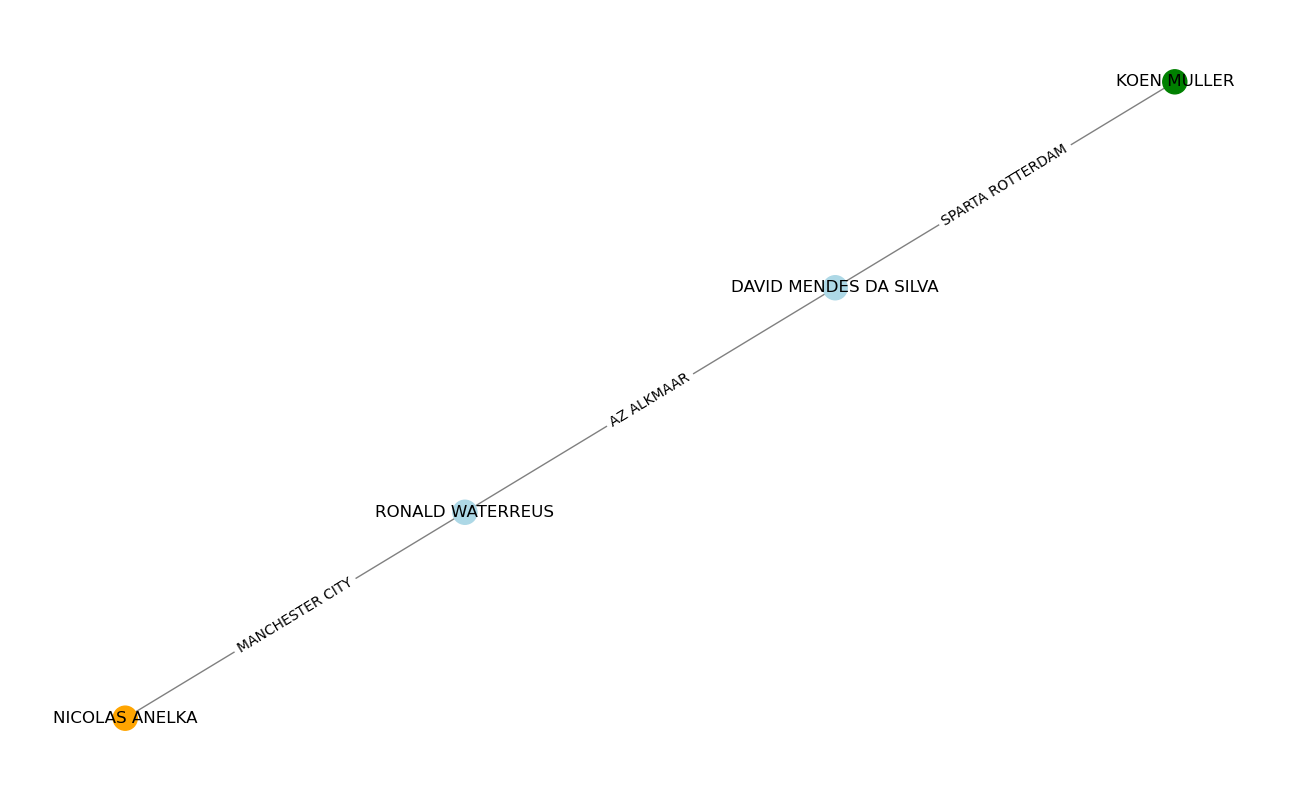 KOEN MULLER
SPARTA ROTTERDAM
DAVID MENDES DA SILVA
AZ ALKMAAR
RONALD WATERREUS
MANCHESTER CITY
NICOLAS ANELKA